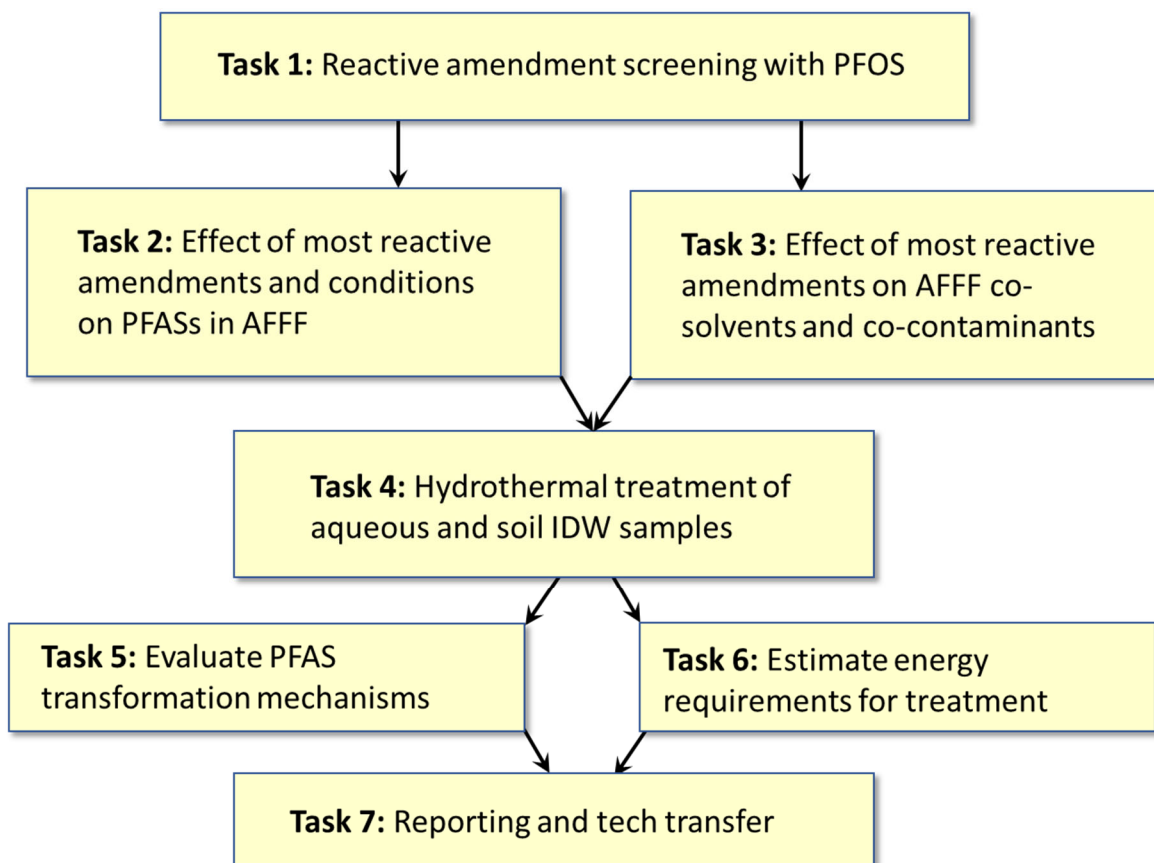 Task 1: Reactive amendment screening with PFOS
Task 2: Effect of most reactive
amendments and conditions
on PFASs in AFFF
Task 3: Effect of most reactive
amendments on AFFF co-
solvents and co-contaminants
Task 4: Hydrothermal treatment of
aqueous and soil IDW samples
Task 5: Evaluate PFAS
transformation mechanisms
Task 6: Estimate energy
requirements for treatment
Task 7: Reporting and tech transfer